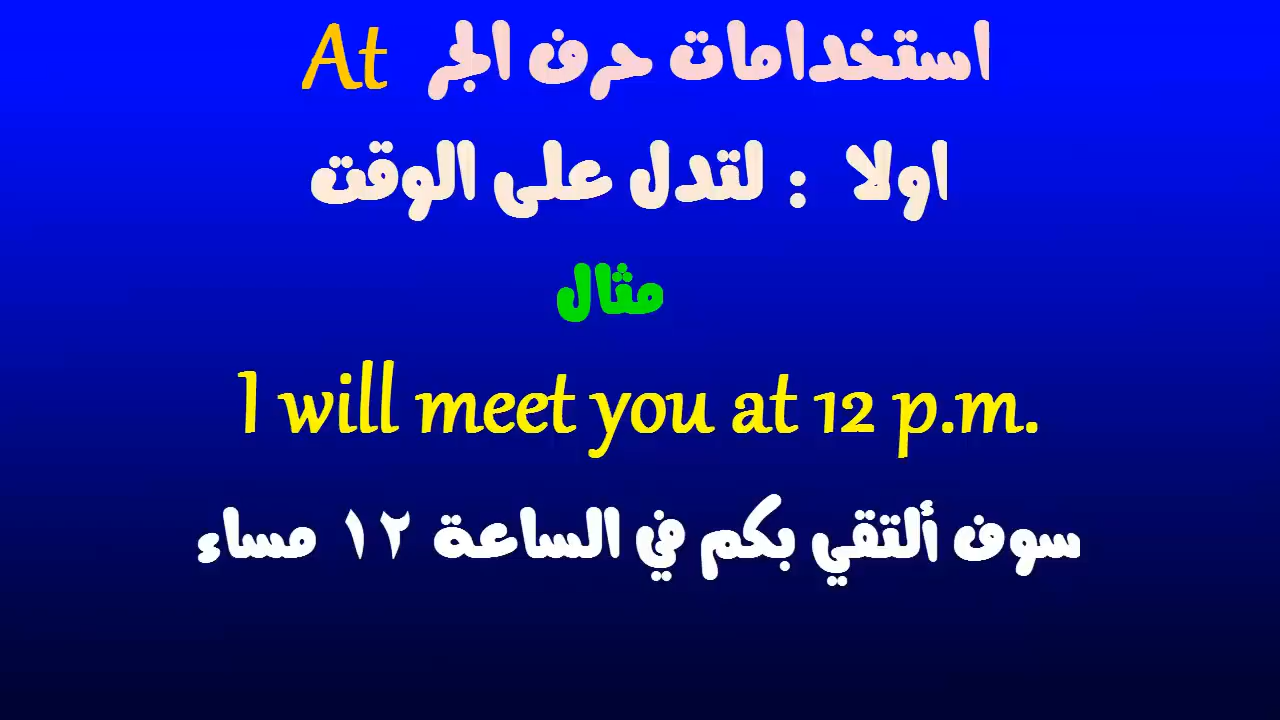 استخدامات حرف الجر At
اولا : لتدل على الوقت
مثال
I will meet you at 12 p.m.
سوف ألتقي بكم في الساعة ١٢ مساء